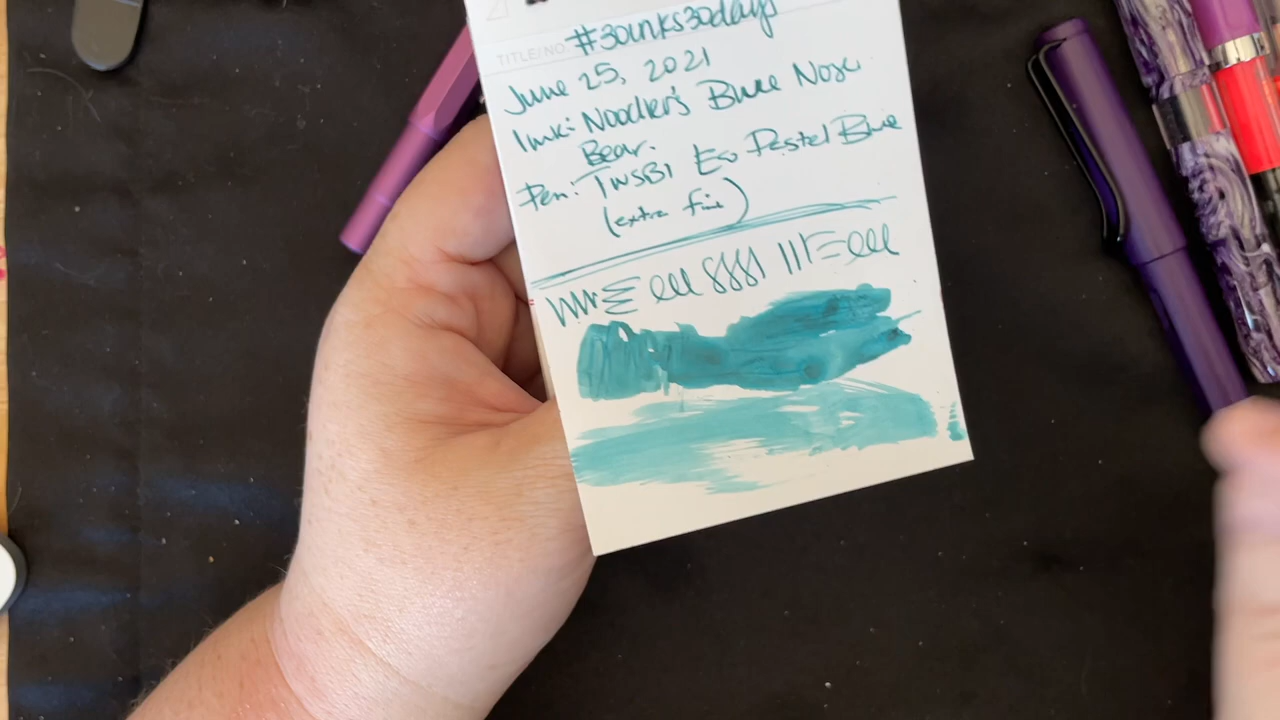 TITLE/NO. #30inks30days
June 25, 2021
Ink: Noodler's Blue Nose
Bear.
Pen: TWSBI Eco Pastel Blue
(extra fine)